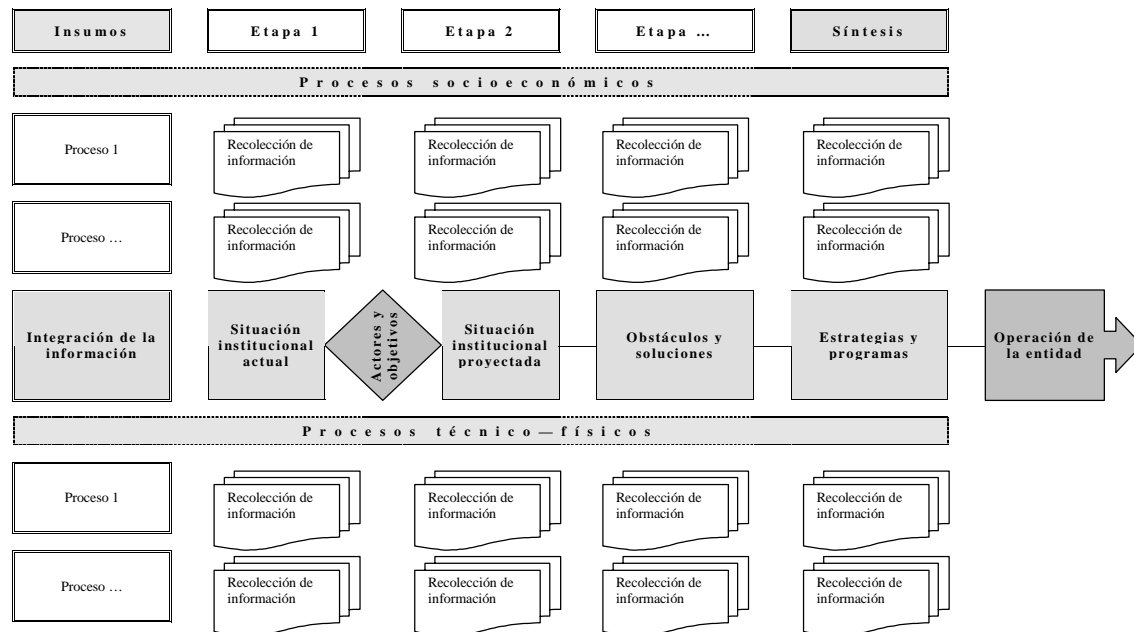 Insumos
Etapa 1
Etapa 2
Etapa ...
Síntesis
Procesos socioeconómicos
Proceso 1
Recolección de
información
Recolección de
información
Recolección de
información
Recolección de
información
Proceso ...
Recolección de
información
Recolección de
información
Recolección de
información
Recolección de
información
Integración de la
información
Situación
institucional
actual
Actores y
objetivos
Situación
institucional
proyectada
Obstáculos y
soluciones
Estrategias y
programas
Operación de
la entidad
Procesos técnico—físicos
Proceso 1
Recolección de
información
Recolección de
información
Recolección de
información
Recolección de
información
Proceso ...
Recolección de
información
Recolección de
información
Recolección de
información
Recolección de
información